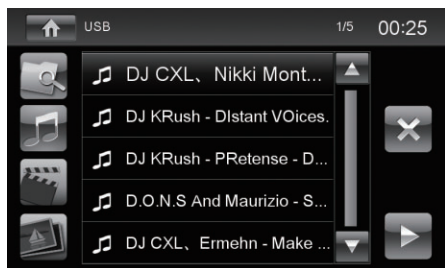 USB 1/5 00:25
DJ CXL、Nikki Mont...
DJ KRush - DIstant VOices.
DJ KRush - PRetense - D...
D.O.N.S And Maurizio - S...
DJ CXL、Ermehn - Make ...